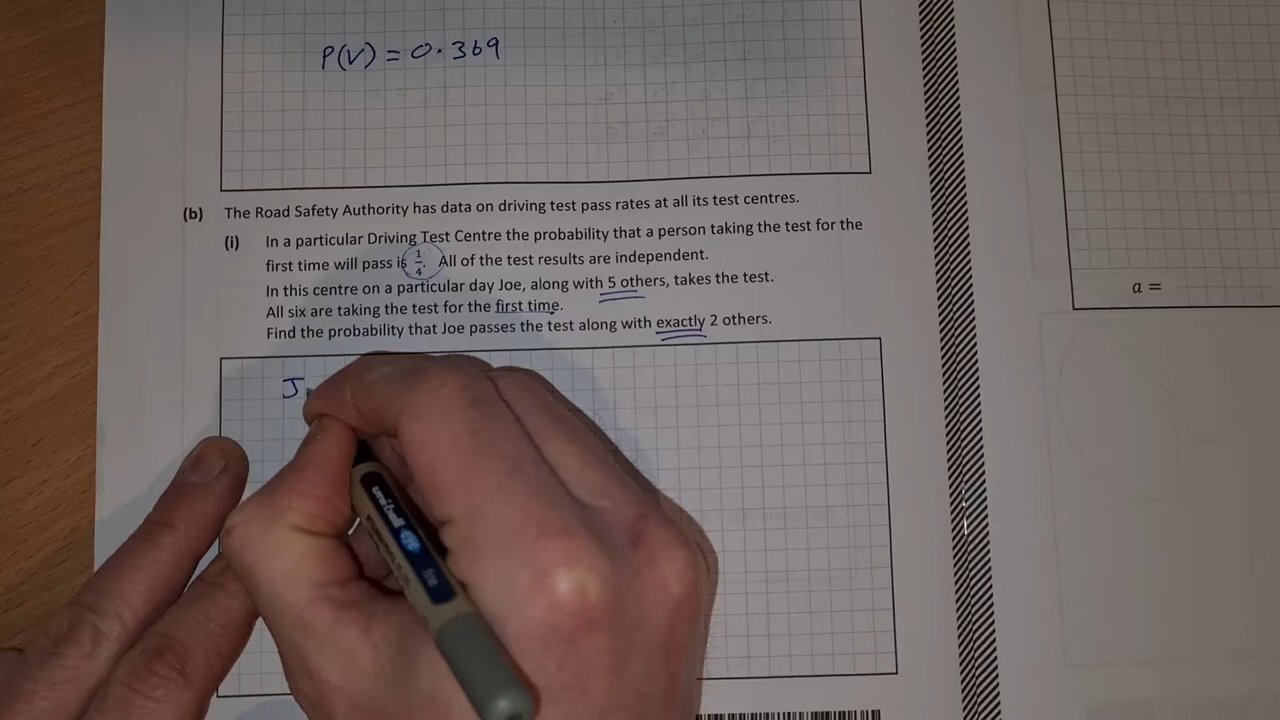 P(V) = 0.369
(b) The Road Safety Authority has data on driving test pass rates at all its test centres.
(i) In a particular Driving Test Centre the probability that a person taking the test for the
first time will pass is 1/4. All of the test results are independent.
In this centre on a particular day Joe, along with 5 others, takes the test.
All six are taking the test for the first time.
Find the probability that Joe passes the test along with exactly 2 others.
a =
J
uni-ball
eye
fine